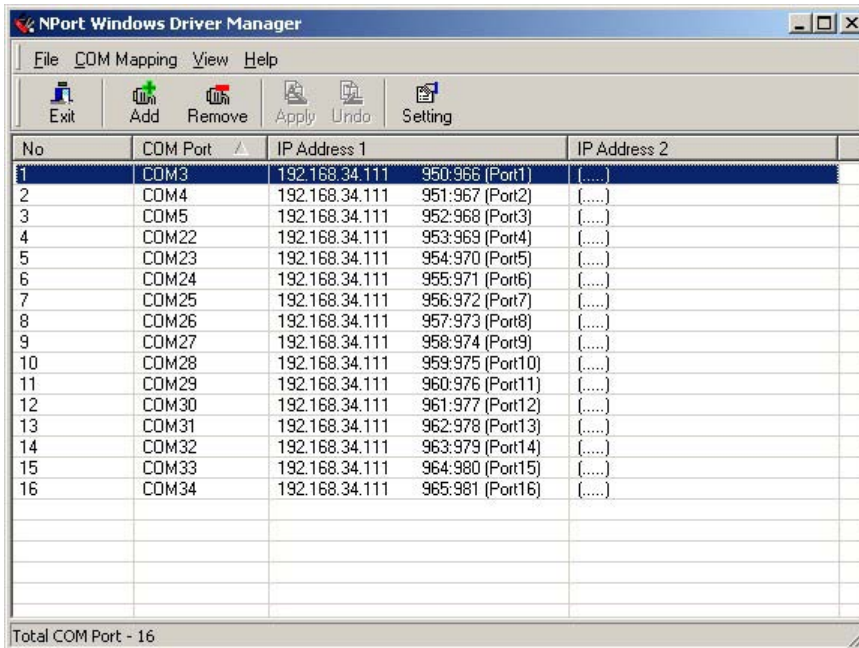 NPort Windows Driver Manager
File COM Mapping View Help
Exit Add Remove Apply Undo Setting
No COM Port IP Address 1 IP Address 2
1 COM3 192.168.34.111 950:966 (Port1) (.....)
2 COM4 192.168.34.111 951:967 (Port2) (.....)
3 COM5 192.168.34.111 952:968 (Port3) (.....)
4 COM22 192.168.34.111 953:969 (Port4) (.....)
5 COM23 192.168.34.111 954:970 (Port5) (.....)
6 COM24 192.168.34.111 955:971 (Port6) (.....)
7 COM25 192.168.34.111 956:972 (Port7) (.....)
8 COM26 192.168.34.111 957:973 (Port8) (.....)
9 COM27 192.168.34.111 958:974 (Port9) (.....)
10 COM28 192.168.34.111 959:975 (Port10) (.....)
11 COM29 192.168.34.111 960:976 (Port11) (.....)
12 COM30 192.168.34.111 961:977 (Port12) (.....)
13 COM31 192.168.34.111 962:978 (Port13) (.....)
14 COM32 192.168.34.111 963:979 (Port14) (.....)
15 COM33 192.168.34.111 964:980 (Port15) (.....)
16 COM34 192.168.34.111 965:981 (Port16) (.....)
Total COM Port - 16